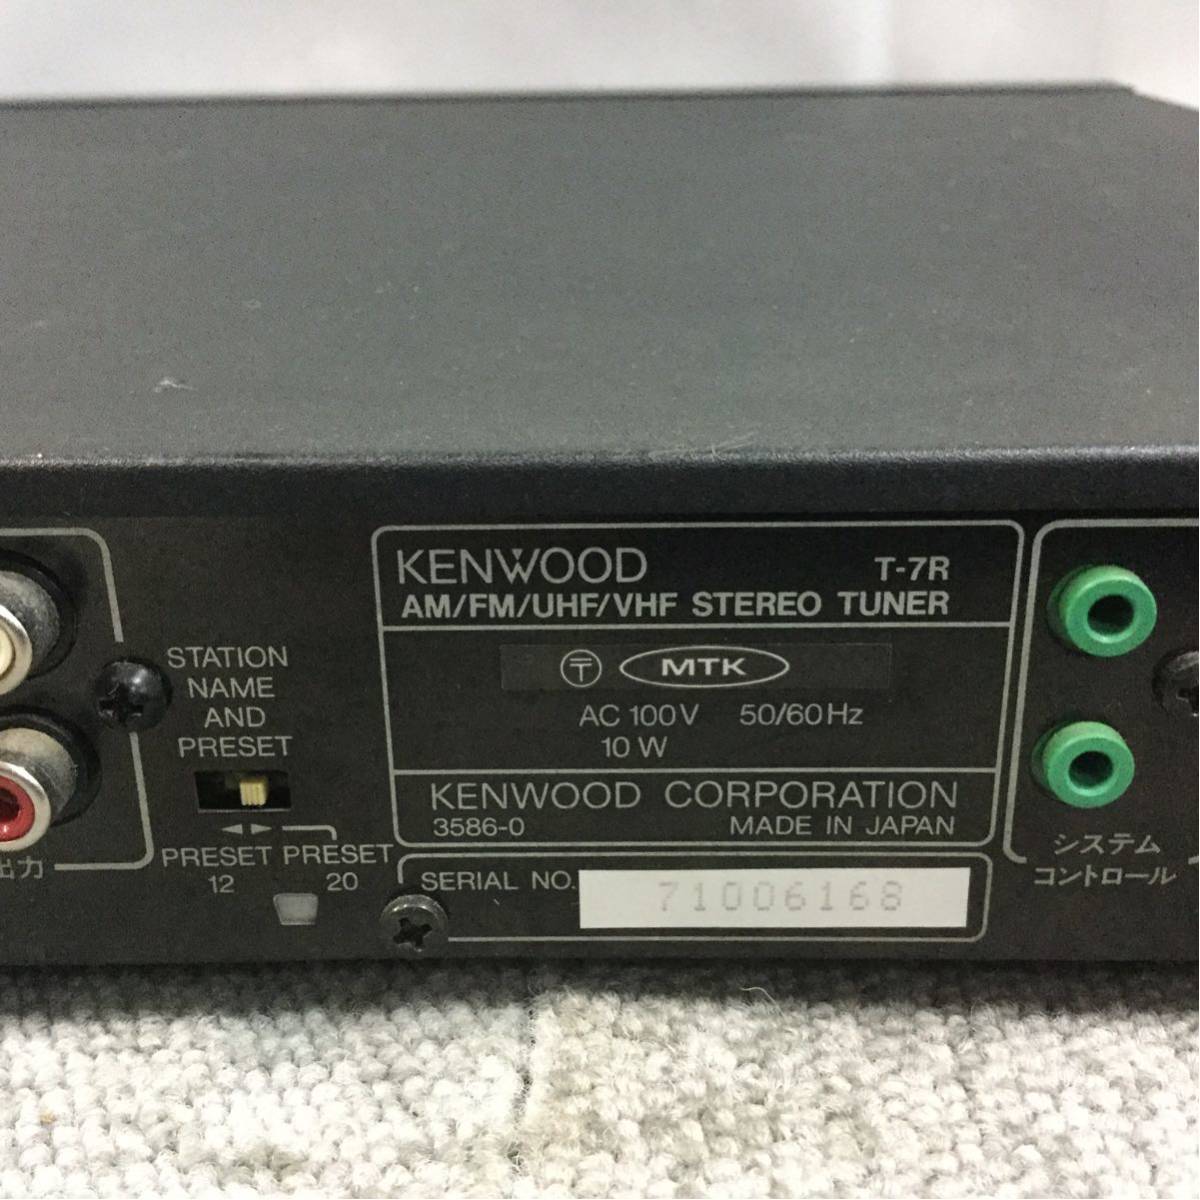 KENWOOD T-7R
AM/FM/UHF/VHF STEREO TUNER
〒 MTK
AC 100V 50/60Hz
10 W
KENWOOD CORPORATION
3586-0 MADE IN JAPAN
SERIAL NO. 71006168
STATION
NAME
AND
PRESET
PRESET PRESET
12 20
出力
システム
コントロール